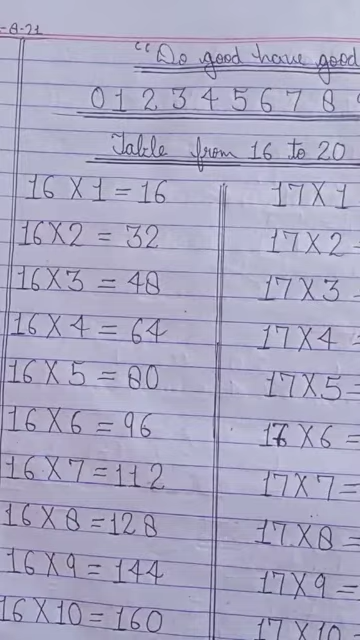 -8-21
“Do good have good
0 1 2 3 4 5 6 7 8
Table from 16 to 20
16 X 1 = 16 17 X 1
16 X 2 = 32 17 X 2 =
16 X 3 = 48 17 X 3 =
16 X 4 = 64 17 X 4 =
16 X 5 = 80 17 X 5 =
16 X 6 = 96 17 X 6 =
16 X 7 = 112 17 X 7 =
16 X 8 = 128 17 X 8 =
16 X 9 = 144 17 X 9 =
16 X 10 = 160 17 X 10